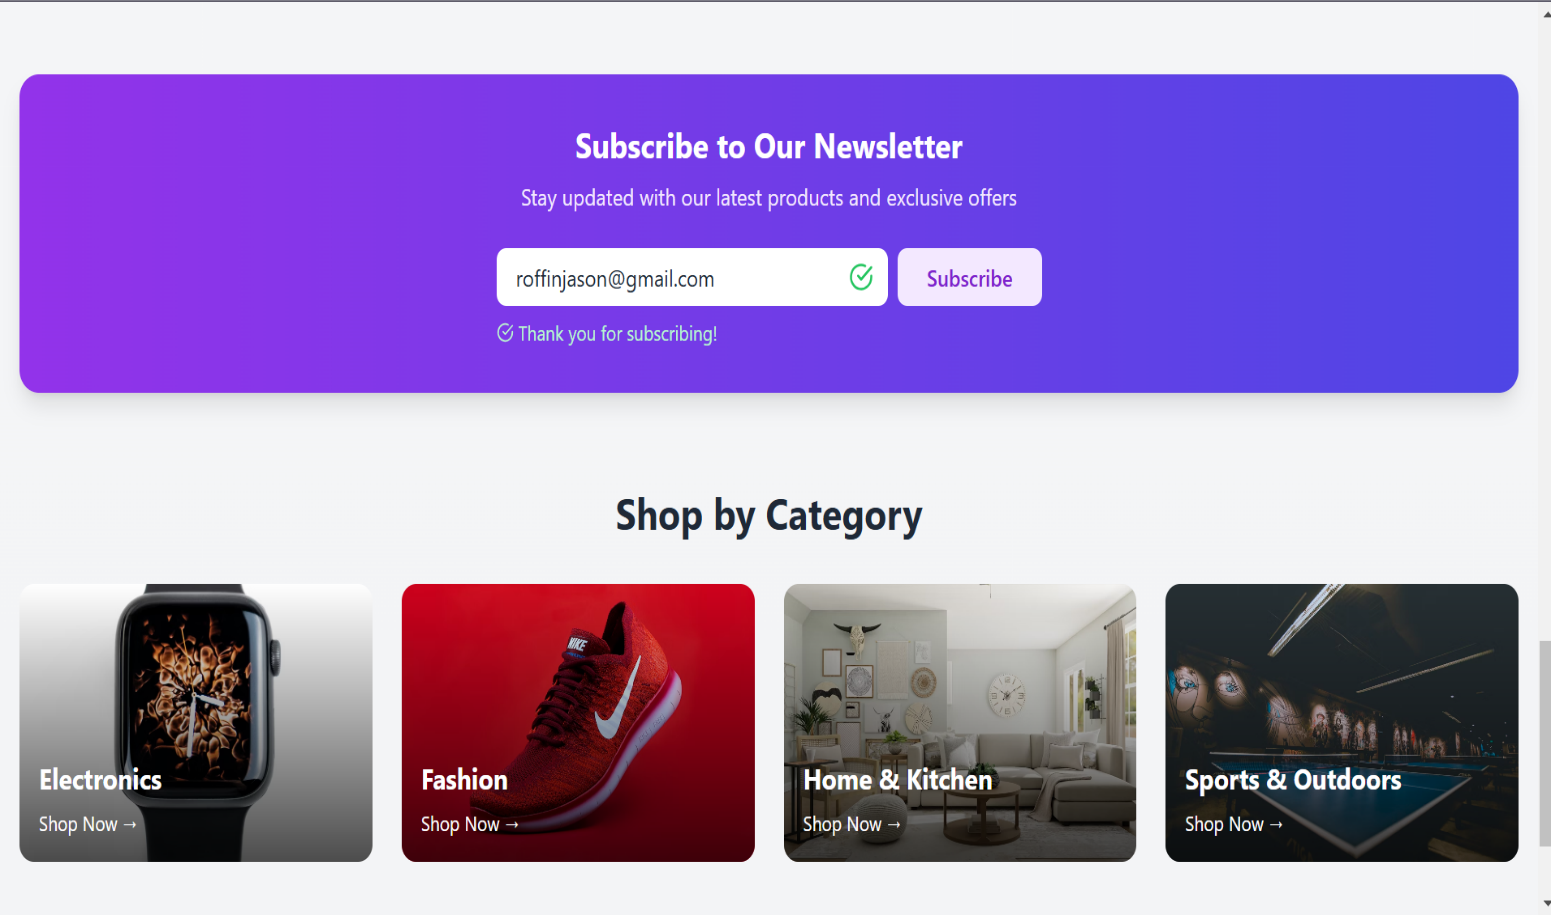 Subscribe to Our Newsletter
Stay updated with our latest products and exclusive offers
roffinjason@gmail.com
Subscribe
Thank you for subscribing!
Shop by Category
NIKE
Electronics
Shop Now →
Fashion
Shop Now →
Home & Kitchen
Shop Now →
Sports & Outdoors
Shop Now →